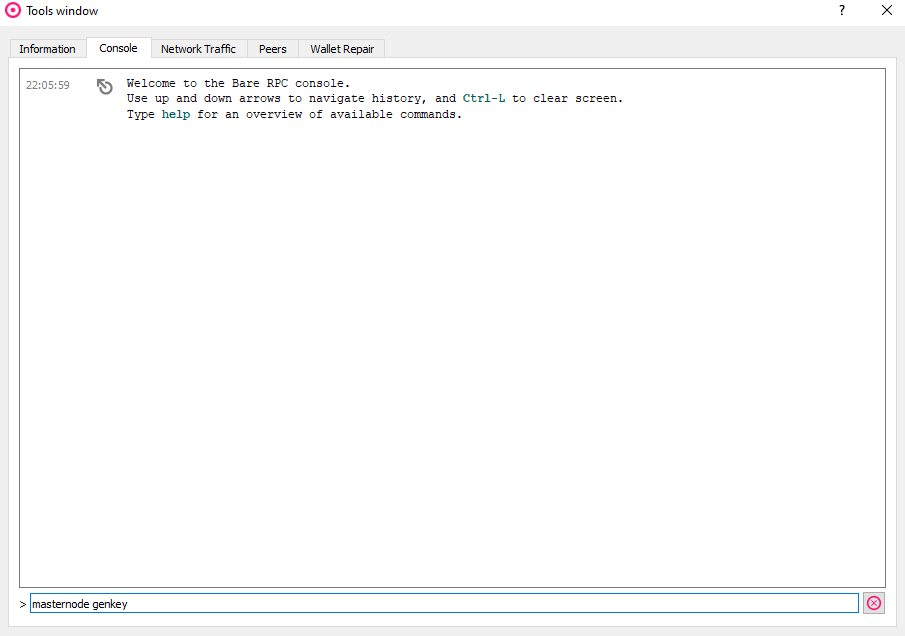 Tools window
?
Information Console Network Traffic Peers Wallet Repair
22:05:59 Welcome to the Bare RPC console.
Use up and down arrows to navigate history, and Ctrl-L to clear screen.
Type help for an overview of available commands.
> masternode genkey